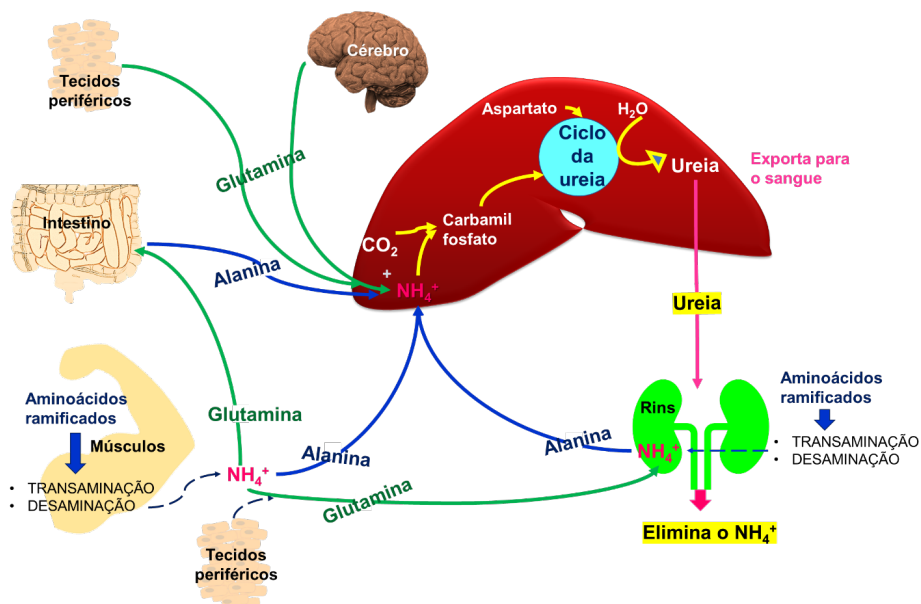 Tecidos
periféricos
Cérebro
Glutamina
Aspartato
H₂O
Ciclo
da
ureia
Ureia
Exporta para
o sangue
Intestino
Alanina
CO₂
+
NH₄⁺
Carbamil
fosfato
Ureia
Aminoácidos
ramificados
Músculos
• TRANSAMINAÇÃO
• DESAMINAÇÃO
Glutamina
NH₄⁺
Alanina
Glutamina
Tecidos
periféricos
Alanina
Rins
NH₄⁺
Aminoácidos
ramificados
• TRANSAMINAÇÃO
• DESAMINAÇÃO
Elimina o NH₄⁺